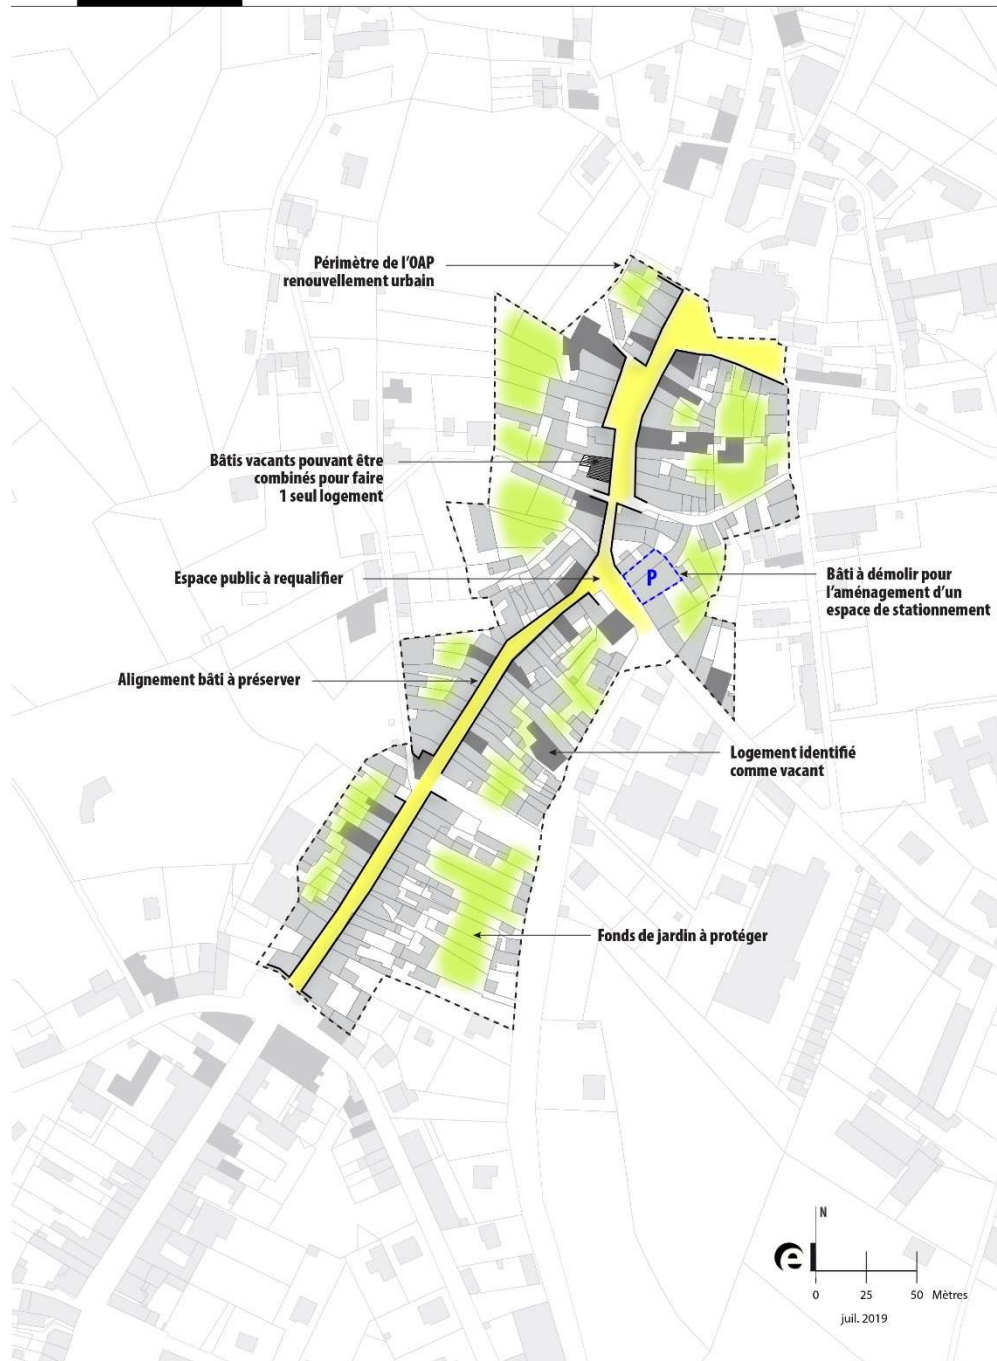 Périmètre de l'OAP
renouvellement urbain
Bâtis vacants pouvant être
combinés pour faire
1 seul logement
Espace public à requalifier
P
Bâti à démolir pour
l'aménagement d'un
espace de stationnement
Alignement bâti à préserver
Logement identifié
comme vacant
Fonds de jardin à protéger
N
e
0 25 50 Mètres
juil. 2019